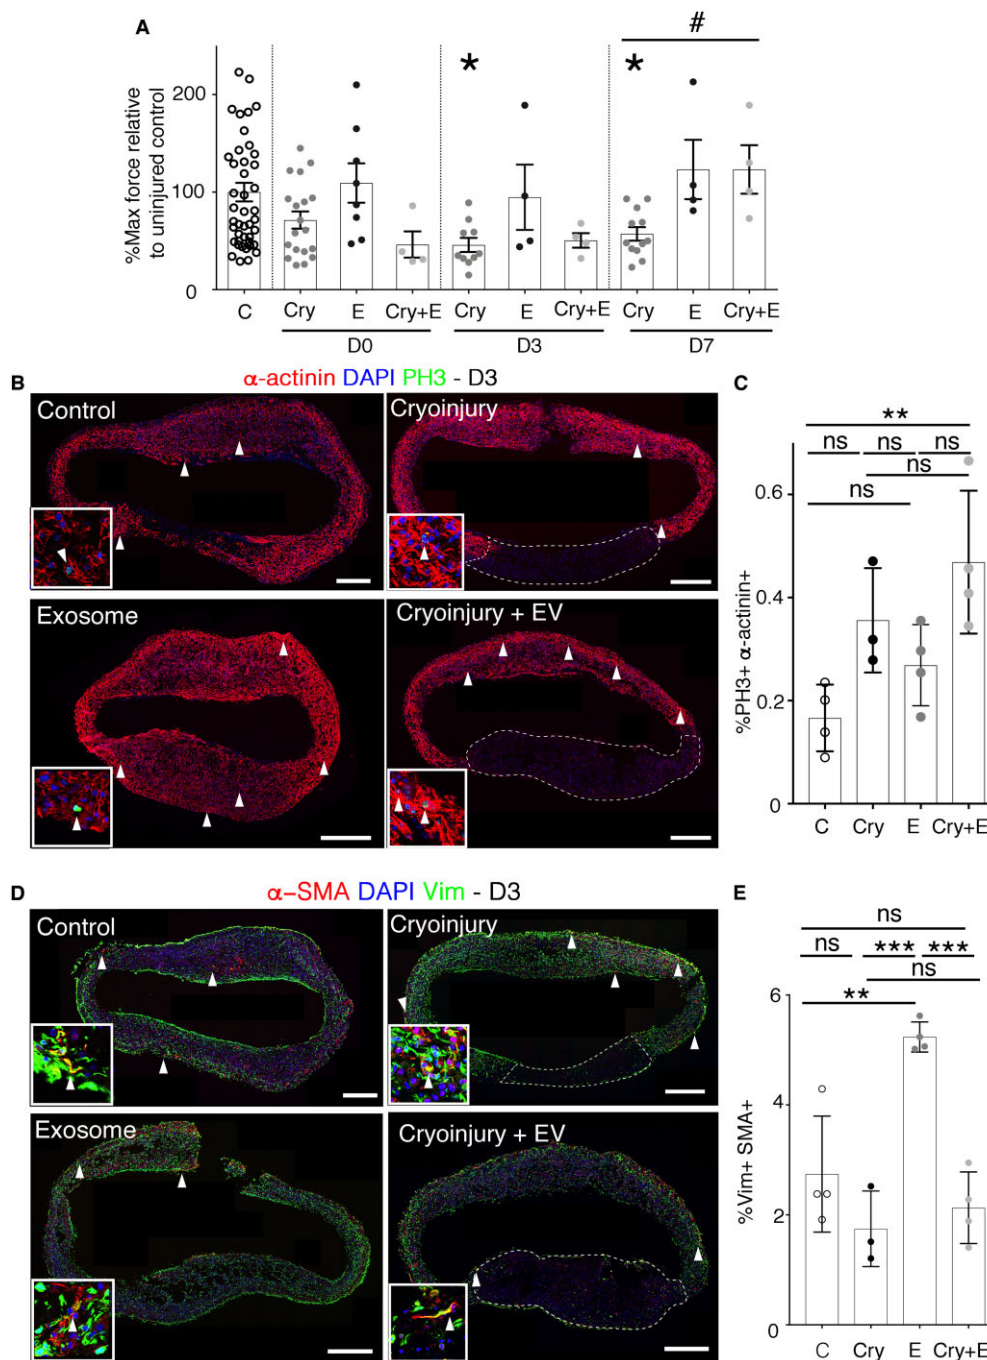 A
#
*
*
%Max force relative
to uninjured control
200
100
0
C
Cry
E
Cry+E
Cry
E
Cry+E
Cry
E
Cry+E
D0
D3
D7
B
α-actinin DAPI PH3 - D3
Control
Cryoinjury
Exosome
Cryoinjury + EV
C
**
ns
ns
ns
ns
ns
%PH3+ α-actinin+
0.6
0.4
0.2
0
C
Cry
E
Cry+E
D
α-SMA DAPI Vim - D3
Control
Cryoinjury
Exosome
Cryoinjury + EV
E
ns
ns
***
***
ns
**
%Vim+ SMA+
6
4
2
0
C
Cry
E
Cry+E